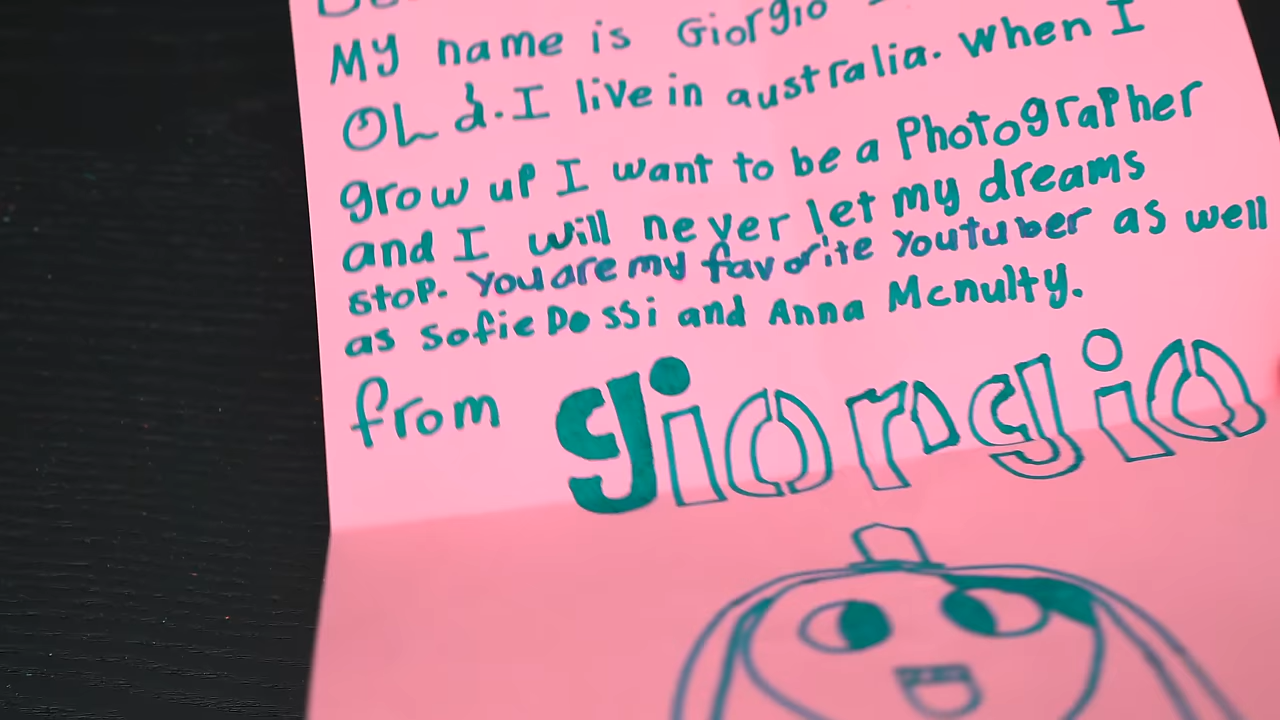 My name is Giorgio
OLd. I live in australia. When I
grow up I want to be a Photographer
and I will never let my dreams
stop. You are my favorite Youtuber as well
as Sofie Dossi and Anna Mcnulty.
from giorgio